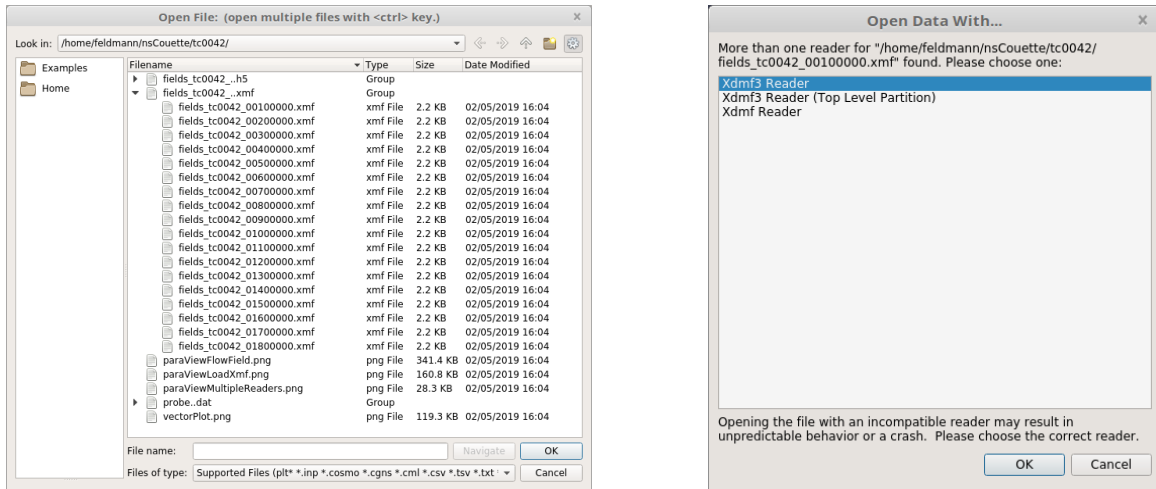 Open File: (open multiple files with <ctrl> key.)
Look in: /home/feldmann/nsCouette/tc0042/
Examples
Home
Filename Type Size Date Modified
fields_tc0042_..h5 Group
fields_tc0042_..xmf Group
fields_tc0042_00100000.xmf xmf File 2.2 KB 02/05/2019 16:04
fields_tc0042_00200000.xmf xmf File 2.2 KB 02/05/2019 16:04
fields_tc0042_00300000.xmf xmf File 2.2 KB 02/05/2019 16:04
fields_tc0042_00400000.xmf xmf File 2.2 KB 02/05/2019 16:04
fields_tc0042_00500000.xmf xmf File 2.2 KB 02/05/2019 16:04
fields_tc0042_00600000.xmf xmf File 2.2 KB 02/05/2019 16:04
fields_tc0042_00700000.xmf xmf File 2.2 KB 02/05/2019 16:04
fields_tc0042_00800000.xmf xmf File 2.2 KB 02/05/2019 16:04
fields_tc0042_00900000.xmf xmf File 2.2 KB 02/05/2019 16:04
fields_tc0042_01000000.xmf xmf File 2.2 KB 02/05/2019 16:04
fields_tc0042_01100000.xmf xmf File 2.2 KB 02/05/2019 16:04
fields_tc0042_01200000.xmf xmf File 2.2 KB 02/05/2019 16:04
fields_tc0042_01300000.xmf xmf File 2.2 KB 02/05/2019 16:04
fields_tc0042_01400000.xmf xmf File 2.2 KB 02/05/2019 16:04
fields_tc0042_01500000.xmf xmf File 2.2 KB 02/05/2019 16:04
fields_tc0042_01600000.xmf xmf File 2.2 KB 02/05/2019 16:04
fields_tc0042_01700000.xmf xmf File 2.2 KB 02/05/2019 16:04
fields_tc0042_01800000.xmf xmf File 2.2 KB 02/05/2019 16:04
paraViewFlowField.png png File 341.4 KB 02/05/2019 16:04
paraViewLoadXmf.png png File 160.8 KB 02/05/2019 16:04
paraViewMultipleReaders.png png File 28.3 KB 02/05/2019 16:04
probe..dat Group
vectorPlot.png png File 119.3 KB 02/05/2019 16:04
File name: Navigate OK
Files of type: Supported Files (plt* *.inp *.cosmo *.cgns *.cml *.csv *.tsv *.txt Cancel
Open Data With...
More than one reader for "/home/feldmann/nsCouette/tc0042/
fields_tc0042_00100000.xmf" found. Please choose one:
Xdmf3 Reader
Xdmf3 Reader (Top Level Partition)
Xdmf Reader
Opening the file with an incompatible reader may result in
unpredictable behavior or a crash. Please choose the correct reader.
OK Cancel